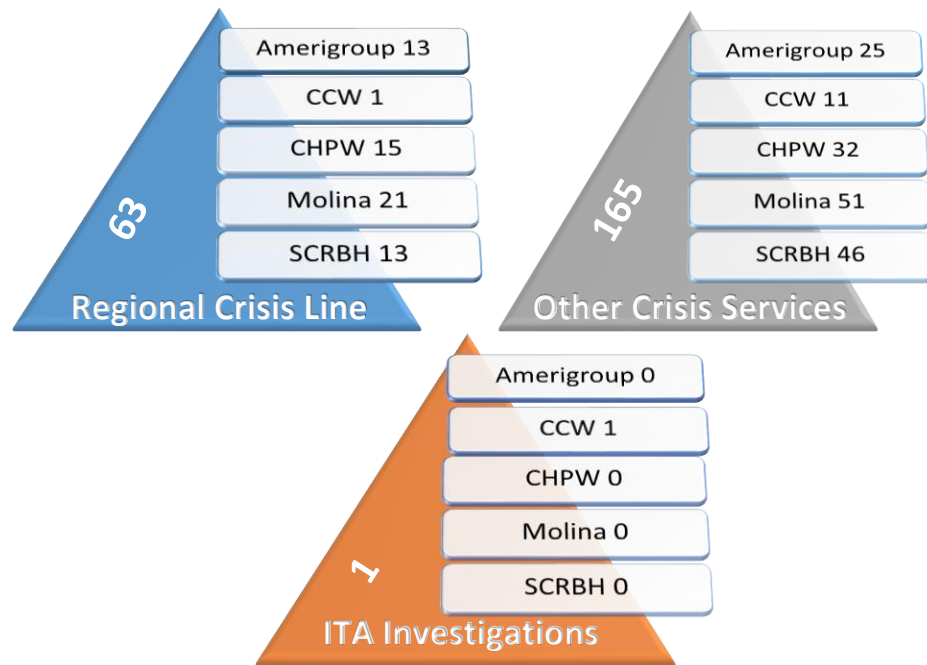 Amerigroup 13
CCW 1
CHPW 15
Molina 21
SCRBH 13
63
Regional Crisis Line
Amerigroup 25
CCW 11
CHPW 32
Molina 51
SCRBH 46
165
Other Crisis Services
Amerigroup 0
CCW 1
CHPW 0
Molina 0
SCRBH 0
1
ITA Investigations